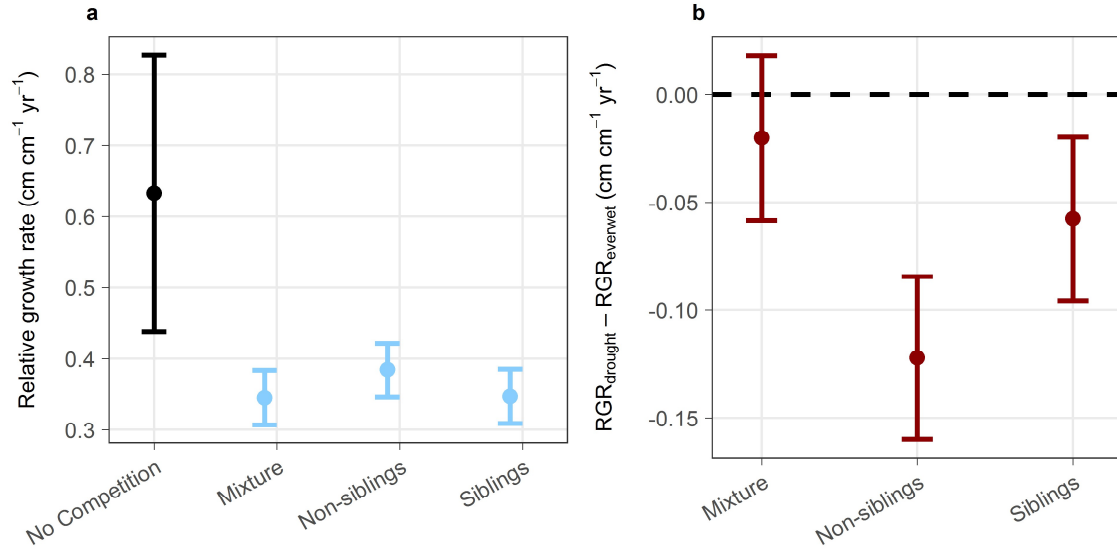 a
Relative growth rate (cm cm⁻¹ yr⁻¹)
0.8
0.7
0.6
0.5
0.4
0.3
No Competition
Mixture
Non-siblings
Siblings
b
RGRdrought − RGReverwet (cm cm⁻¹ yr⁻¹)
0.00
-0.05
-0.10
-0.15
Mixture
Non-siblings
Siblings